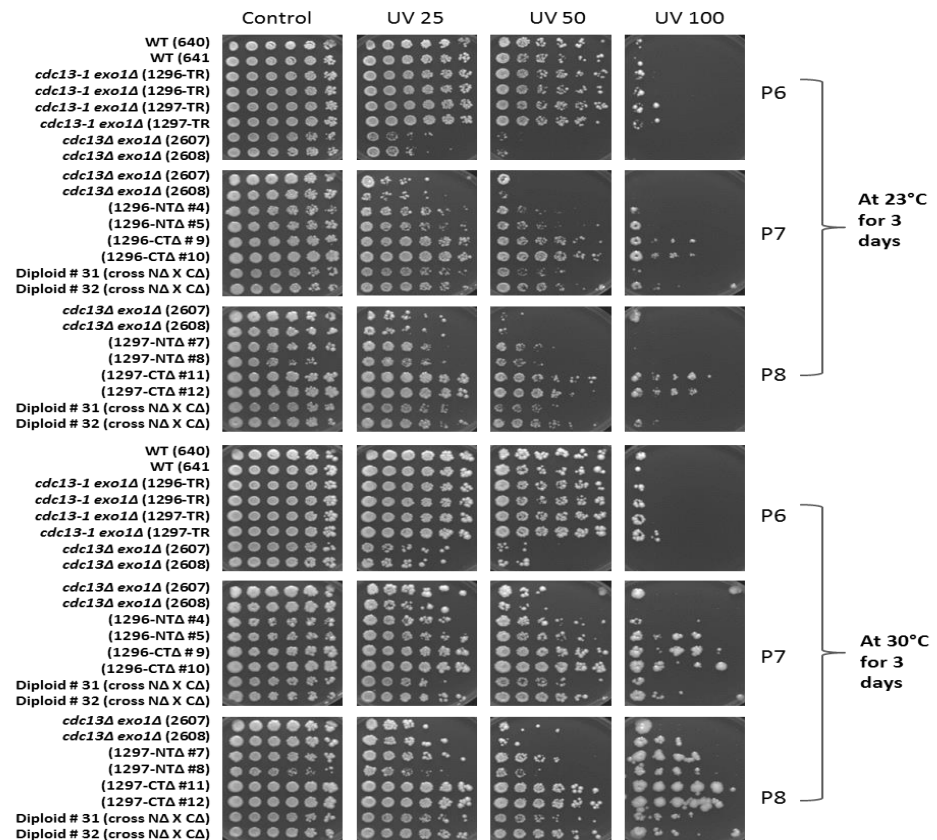 Control UV 25 UV 50 UV 100
WT (640)
WT (641
cdc13-1 exo1Δ (1296-TR)
cdc13-1 exo1Δ (1296-TR)
cdc13-1 exo1Δ (1297-TR)
cdc13-1 exo1Δ (1297-TR
cdc13Δ exo1Δ (2607)
cdc13Δ exo1Δ (2608)
P6
cdc13Δ exo1Δ (2607)
cdc13Δ exo1Δ (2608)
(1296-NTΔ #4)
(1296-NTΔ #5)
(1296-CTΔ # 9)
(1296-CTΔ #10)
Diploid # 31 (cross NΔ X CΔ)
Diploid # 32 (cross NΔ X CΔ)
P7
At 23°C
for 3
days
cdc13Δ exo1Δ (2607)
cdc13Δ exo1Δ (2608)
(1297-NTΔ #7)
(1297-NTΔ #8)
(1297-CTΔ #11)
(1297-CTΔ #12)
Diploid # 31 (cross NΔ X CΔ)
Diploid # 32 (cross NΔ X CΔ)
P8
WT (640)
WT (641
cdc13-1 exo1Δ (1296-TR)
cdc13-1 exo1Δ (1296-TR)
cdc13-1 exo1Δ (1297-TR)
cdc13-1 exo1Δ (1297-TR
cdc13Δ exo1Δ (2607)
cdc13Δ exo1Δ (2608)
P6
cdc13Δ exo1Δ (2607)
cdc13Δ exo1Δ (2608)
(1296-NTΔ #4)
(1296-NTΔ #5)
(1296-CTΔ # 9)
(1296-CTΔ #10)
Diploid # 31 (cross NΔ X CΔ)
Diploid # 32 (cross NΔ X CΔ)
P7
At 30°C
for 3
days
cdc13Δ exo1Δ (2607)
cdc13Δ exo1Δ (2608)
(1297-NTΔ #7)
(1297-NTΔ #8)
(1297-CTΔ #11)
(1297-CTΔ #12)
Diploid # 31 (cross NΔ X CΔ)
Diploid # 32 (cross NΔ X CΔ)
P8